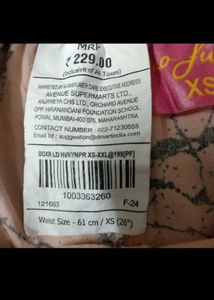 MRP
₹ 229.00
(Inclusive of All Taxes)
MARKETED BY & CUSTOMER CARE EXECUTIVE ADDRESS
AVENUE SUPERMARTS LTD.,
ANJANEYA CHS LTD, ORCHARD AVENUE
OPP. HIRANANDANI FOUNDATION SCHOOL,
POWAI, MUMBAI-400 076, MAHARASHTRA
CONTACT NUMBER : 022-71230555
Email Id : suggestion@dmartindia.com
BOXR LD HVRYNPR XS-XXL@199[PF]
1003363260
121683
F-24
Waist Size - 61 cm / XS (26")
XS